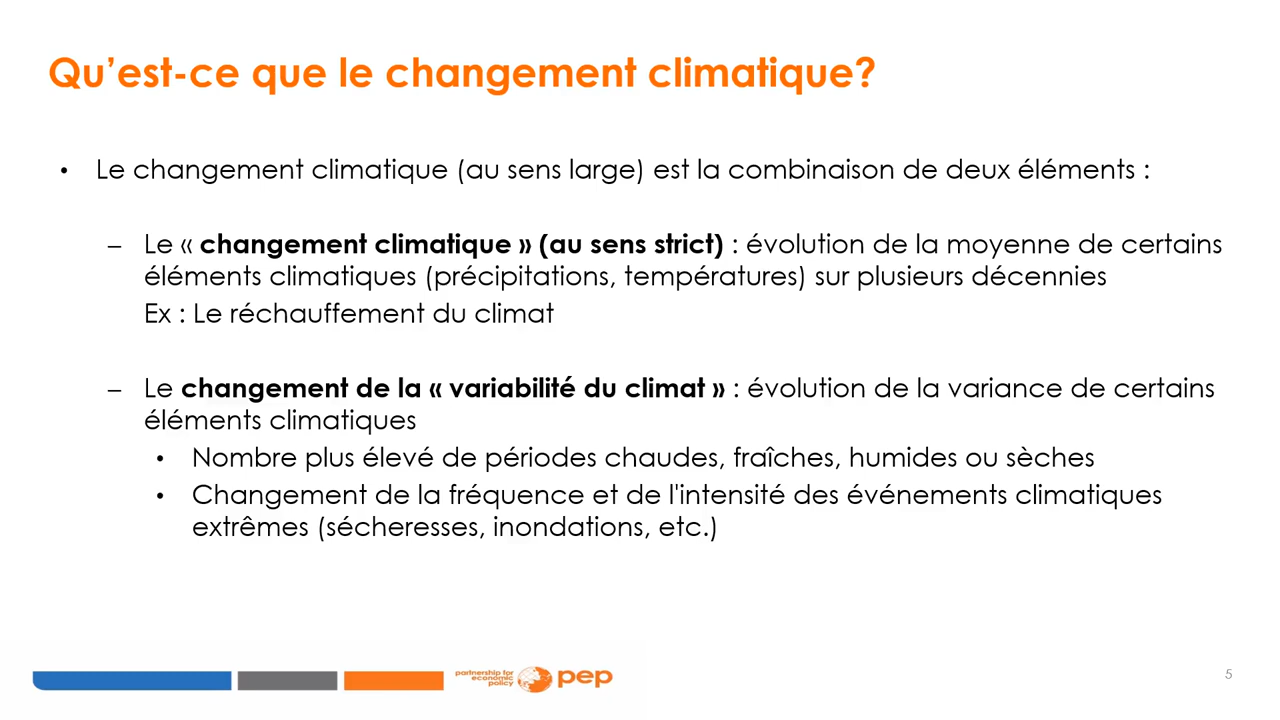 Qu’est-ce que le changement climatique?
• Le changement climatique (au sens large) est la combinaison de deux éléments :
– Le « changement climatique » (au sens strict) : évolution de la moyenne de certains
éléments climatiques (précipitations, températures) sur plusieurs décennies
Ex : Le réchauffement du climat
– Le changement de la « variabilité du climat » : évolution de la variance de certains
éléments climatiques
• Nombre plus élevé de périodes chaudes, fraîches, humides ou sèches
• Changement de la fréquence et de l'intensité des événements climatiques
extrêmes (sécheresses, inondations, etc.)
partnership for
economic
policy
pep
5